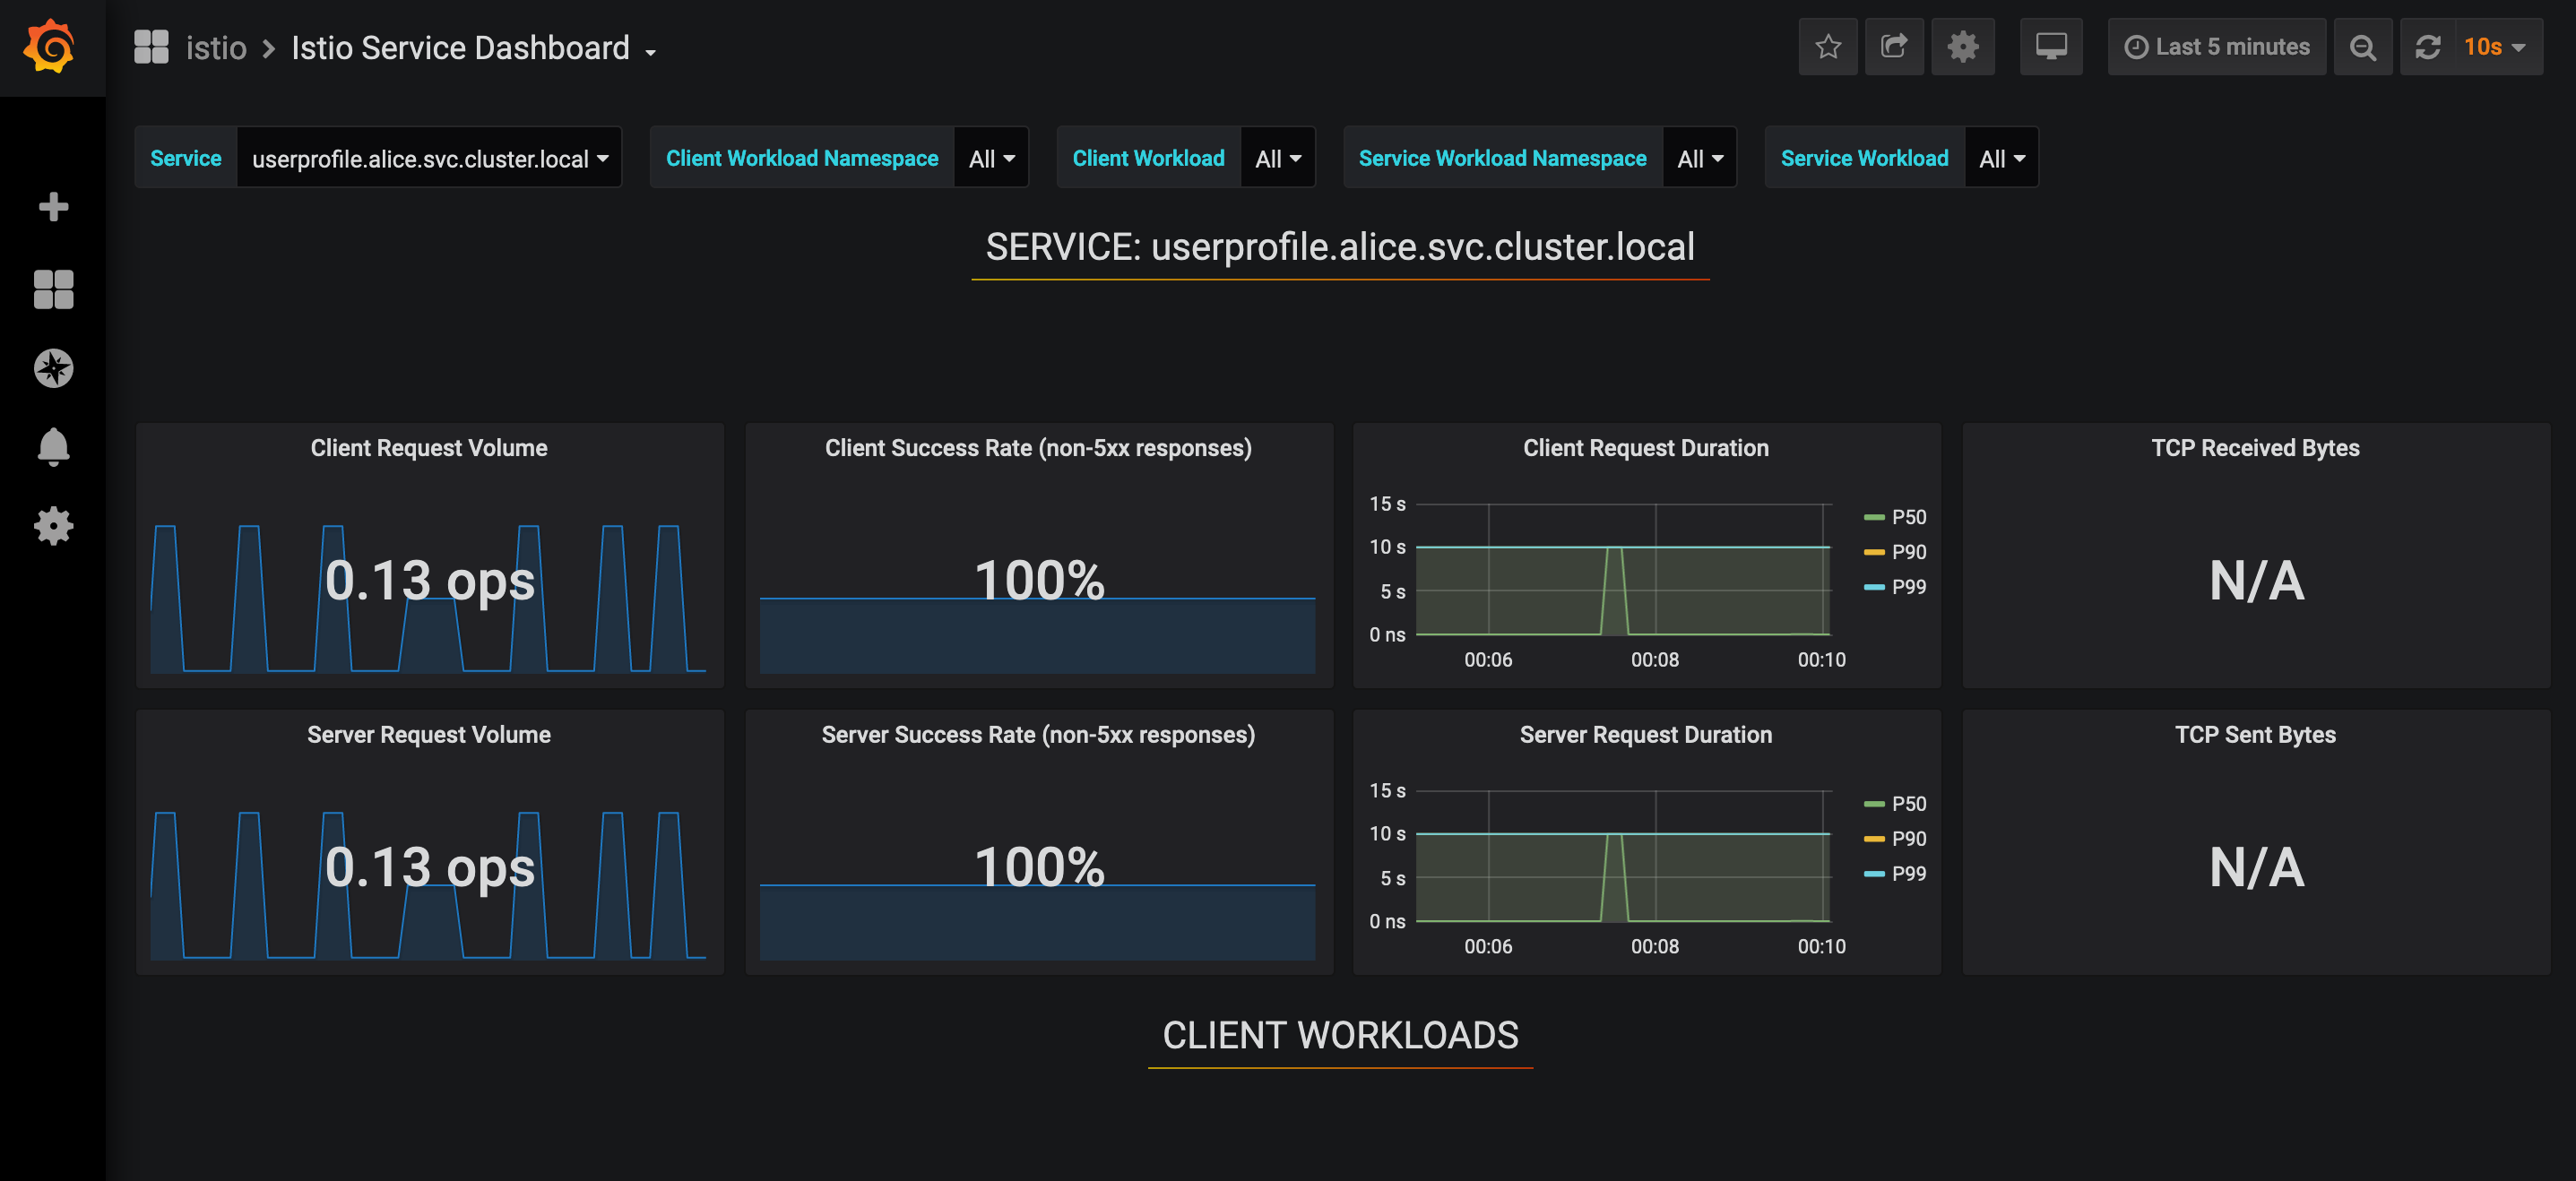 istio > Istio Service Dashboard
Last 5 minutes 10s
Service userprofile.alice.svc.cluster.local Client Workload Namespace All Client Workload All Service Workload Namespace All Service Workload All
SERVICE: userprofile.alice.svc.cluster.local
Client Request Volume
0.13 ops
Client Success Rate (non-5xx responses)
100%
Client Request Duration
15 s
10 s
5 s
0 ns
00:06 00:08 00:10
P50
P90
P99
TCP Received Bytes
N/A
Server Request Volume
0.13 ops
Server Success Rate (non-5xx responses)
100%
Server Request Duration
15 s
10 s
5 s
0 ns
00:06 00:08 00:10
P50
P90
P99
TCP Sent Bytes
N/A
CLIENT WORKLOADS